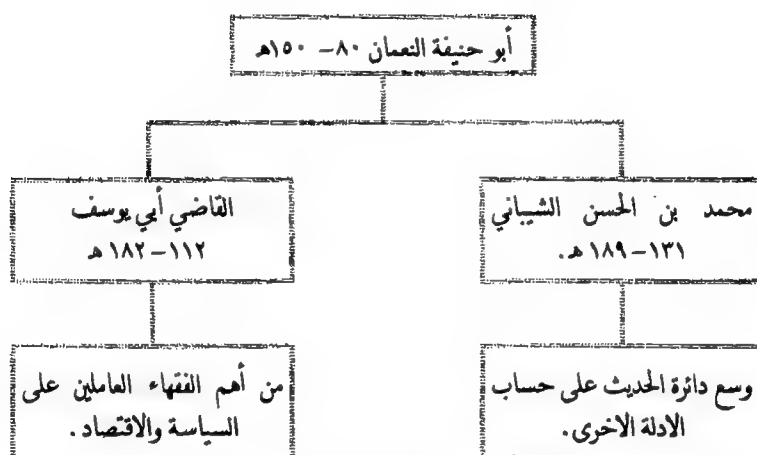 أبو حنيفة النعمان ٨٠- ١٥٠هـ
محمد بن الحسن الشيباني
١٣١-١٨٩ هـ.
القاضي أبي يوسف
١١٢-١٨٢ هـ
وسع دائرة الحديث على حساب
الادلة الاخرى.
من أهم الفقهاء العاملين على
السياسة والاقتصاد.